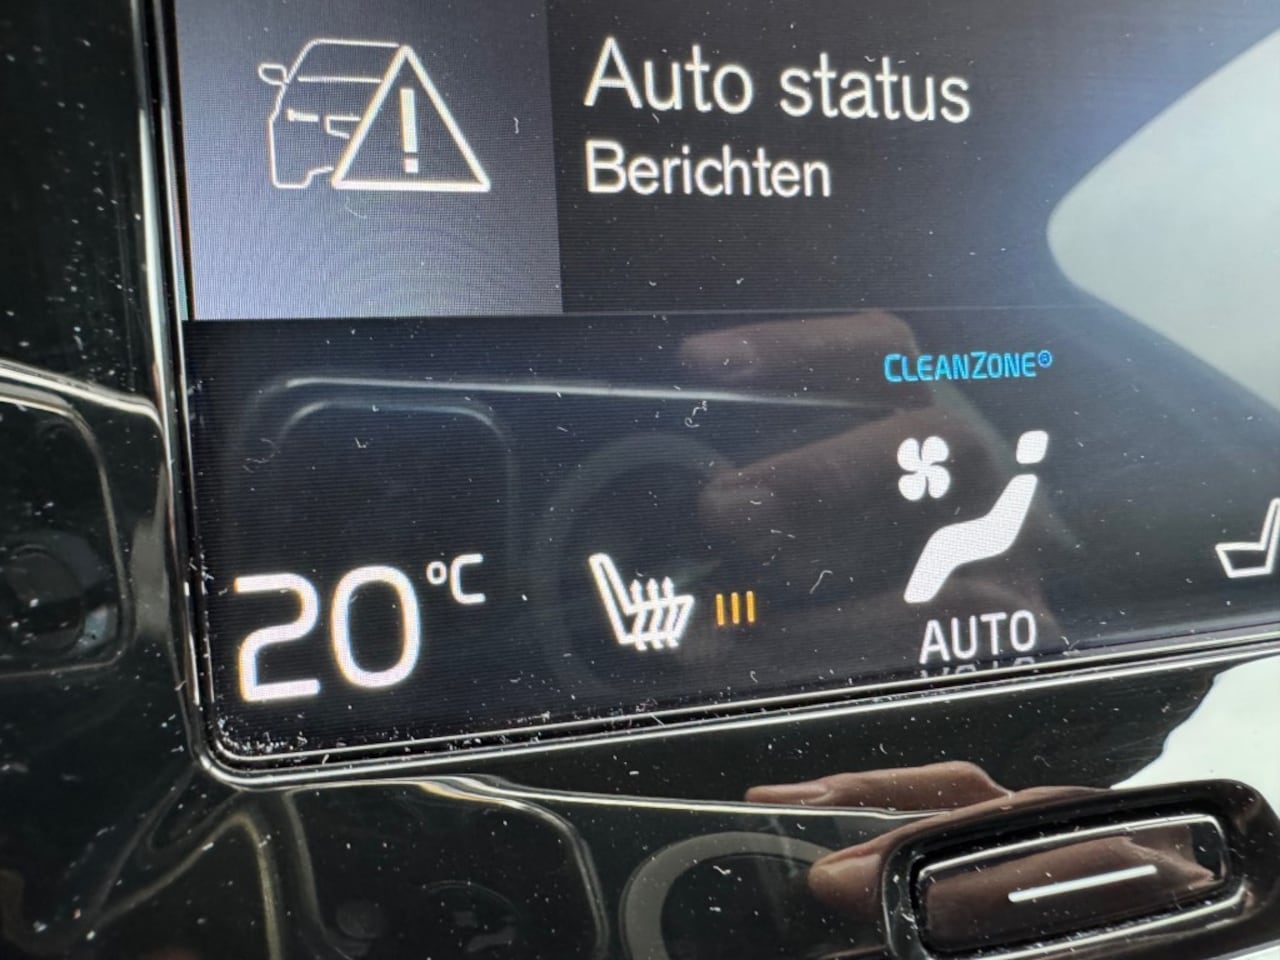 Auto status
Berichten
CLEANZONE®
20°C
AUTO